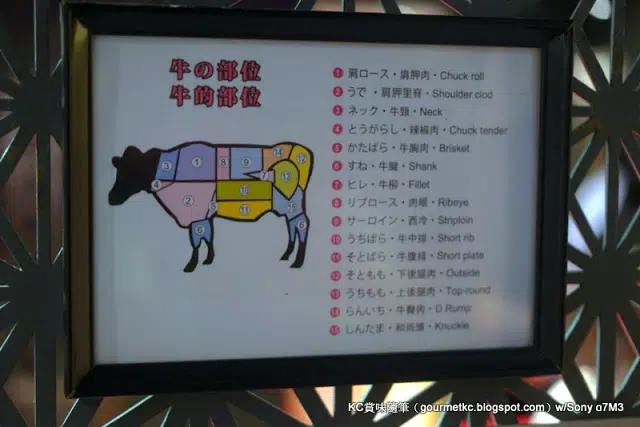 牛の部位
牛的部位
1 肩ロース・肩胛肉・Chuck roll
2 うで・肩胛里脊・Shoulder clod
3 ネック・牛頸・Neck
4 とうがらし・辣椒肉・Chuck tender
5 かたばら・牛胸肉・Brisket
6 すね・牛腱・Shank
7 ヒレ・牛柳・Fillet
8 リブロース・肉眼・Ribeye
9 サーロイン・西冷・Striploin
10 うちばら・牛中排・Short rib
11 そとばら・牛腹排・Short plate
12 そともも・下後腿肉・Outside
13 うちもも・上後腿肉・Top-round
14 らんいち・牛臀肉・D.Rump
15 しんたま・和尚頭・Knuckle
3 1 8 9 14 12
4 7 13
2 5 10
11 15
6 6
KC賞味隨筆（gourmetkc.blogspot.com）w/Sony α7M3